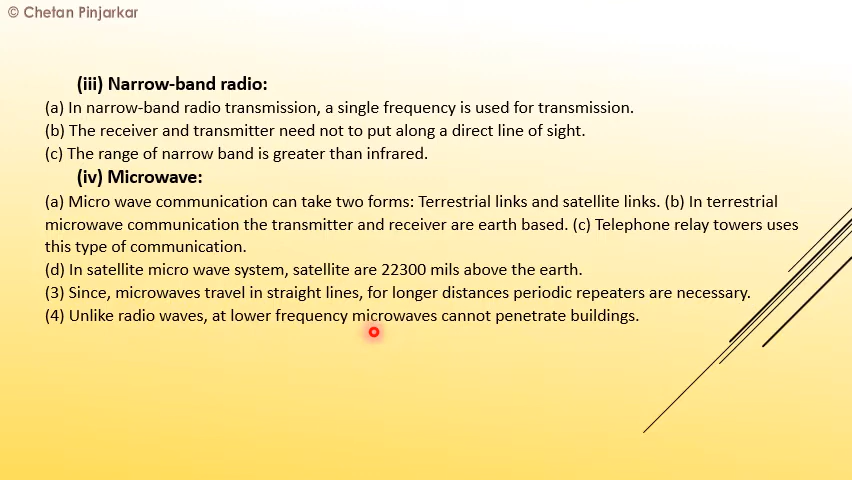 © Chetan Pinjarkar
(iii) Narrow-band radio:
(a) In narrow-band radio transmission, a single frequency is used for transmission.
(b) The receiver and transmitter need not to put along a direct line of sight.
(c) The range of narrow band is greater than infrared.
(iv) Microwave:
(a) Micro wave communication can take two forms: Terrestrial links and satellite links. (b) In terrestrial
microwave communication the transmitter and receiver are earth based. (c) Telephone relay towers uses
this type of communication.
(d) In satellite micro wave system, satellite are 22300 mils above the earth.
(3) Since, microwaves travel in straight lines, for longer distances periodic repeaters are necessary.
(4) Unlike radio waves, at lower frequency microwaves cannot penetrate buildings.